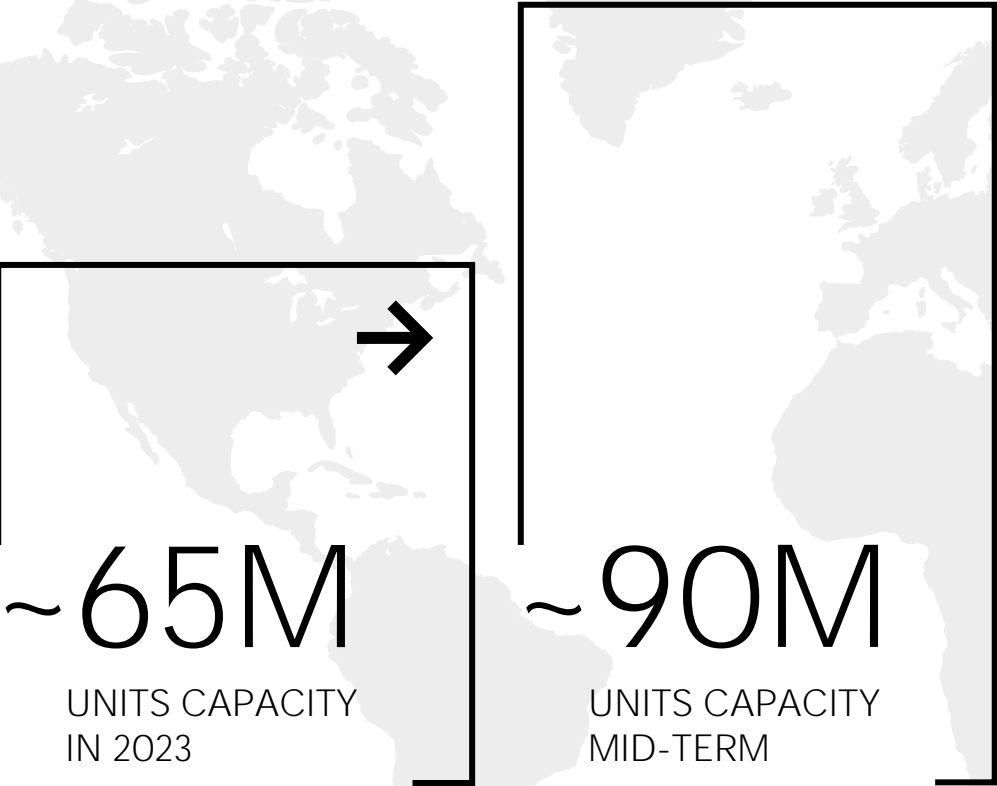 ~65M
UNITS CAPACITY
IN 2023
~90M
UNITS CAPACITY
MID-TERM